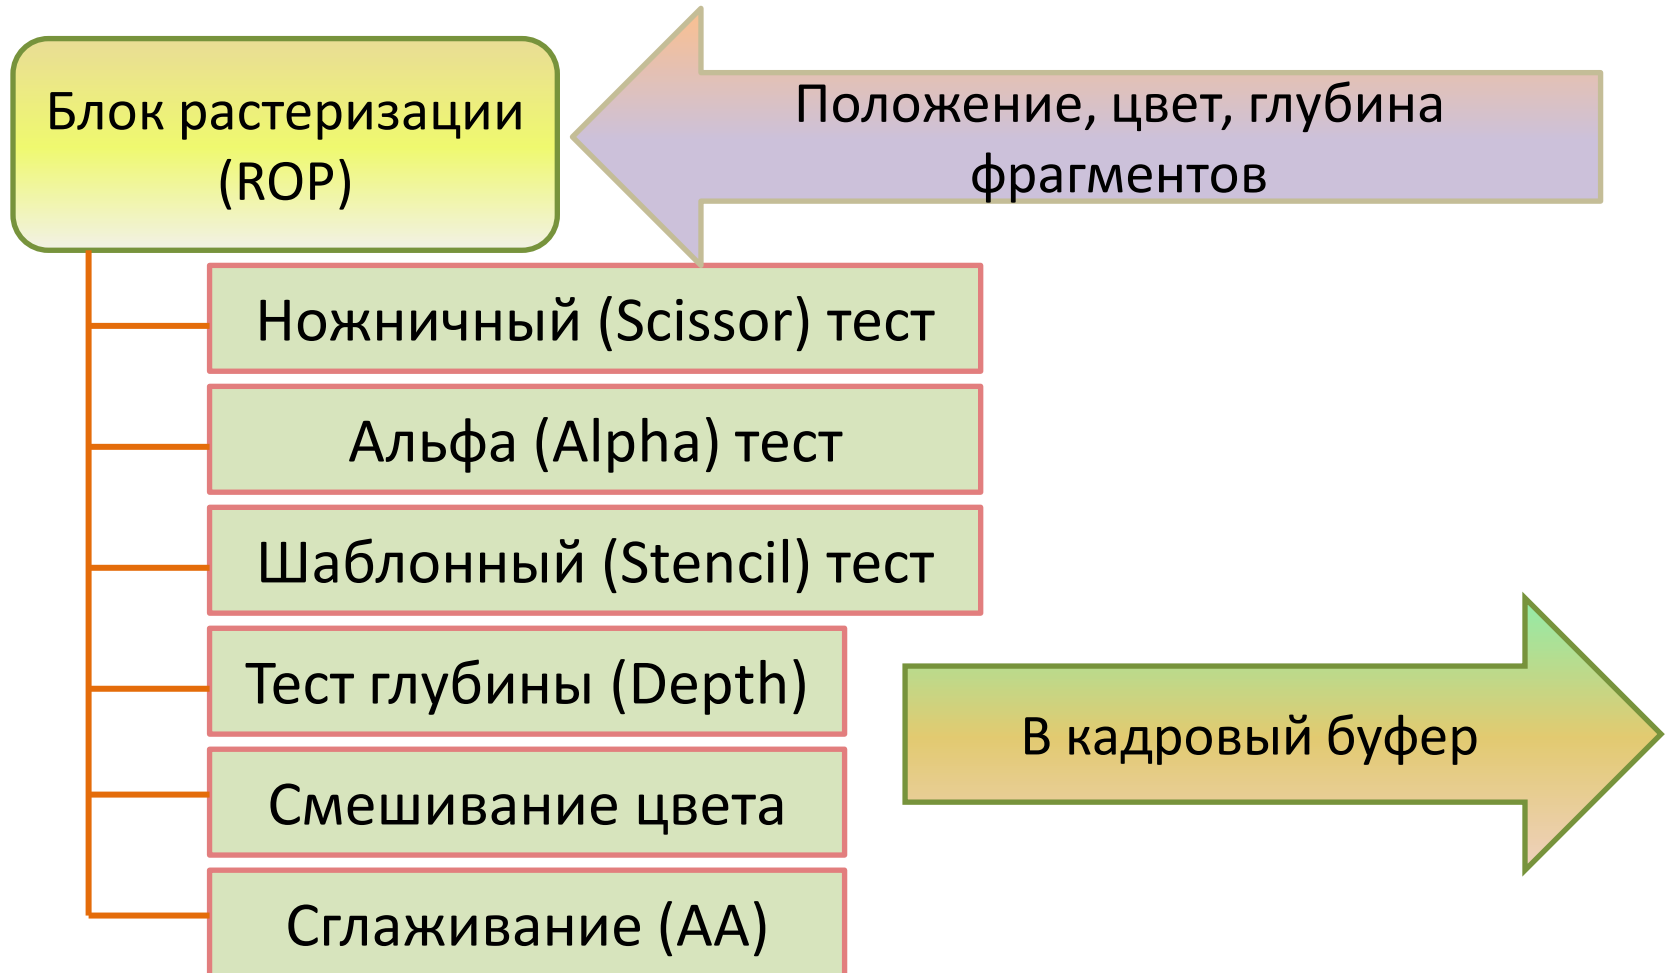 Блок растеризации
(ROP)
Положение, цвет, глубина
фрагментов
Ножничный (Scissor) тест
Альфа (Alpha) тест
Шаблонный (Stencil) тест
Тест глубины (Depth)
Смешивание цвета
Сглаживание (AA)
В кадровый буфер